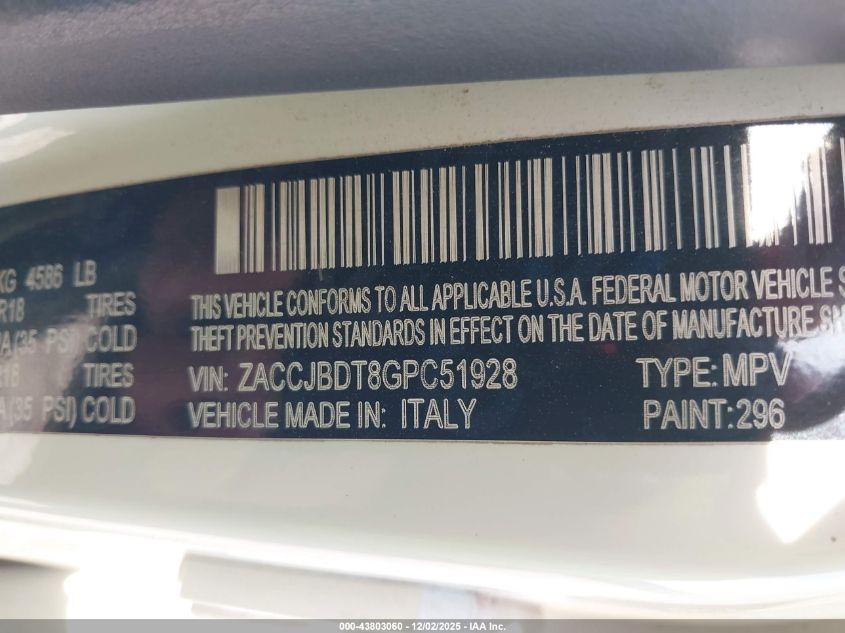 KG 4586 LB
R18 TIRES
(35 PSI) COLD
R18 TIRES
(35 PSI) COLD
THIS VEHICLE CONFORMS TO ALL APPLICABLE U.S.A. FEDERAL MOTOR VEHICLE S
THEFT PREVENTION STANDARDS IN EFFECT ON THE DATE OF MANUFACTURE SH
VIN: ZACCJBDT8GPC51928 TYPE: MPV
VEHICLE MADE IN: ITALY PAINT: 296
000-43803060 - 12/02/2025 - IAA Inc.